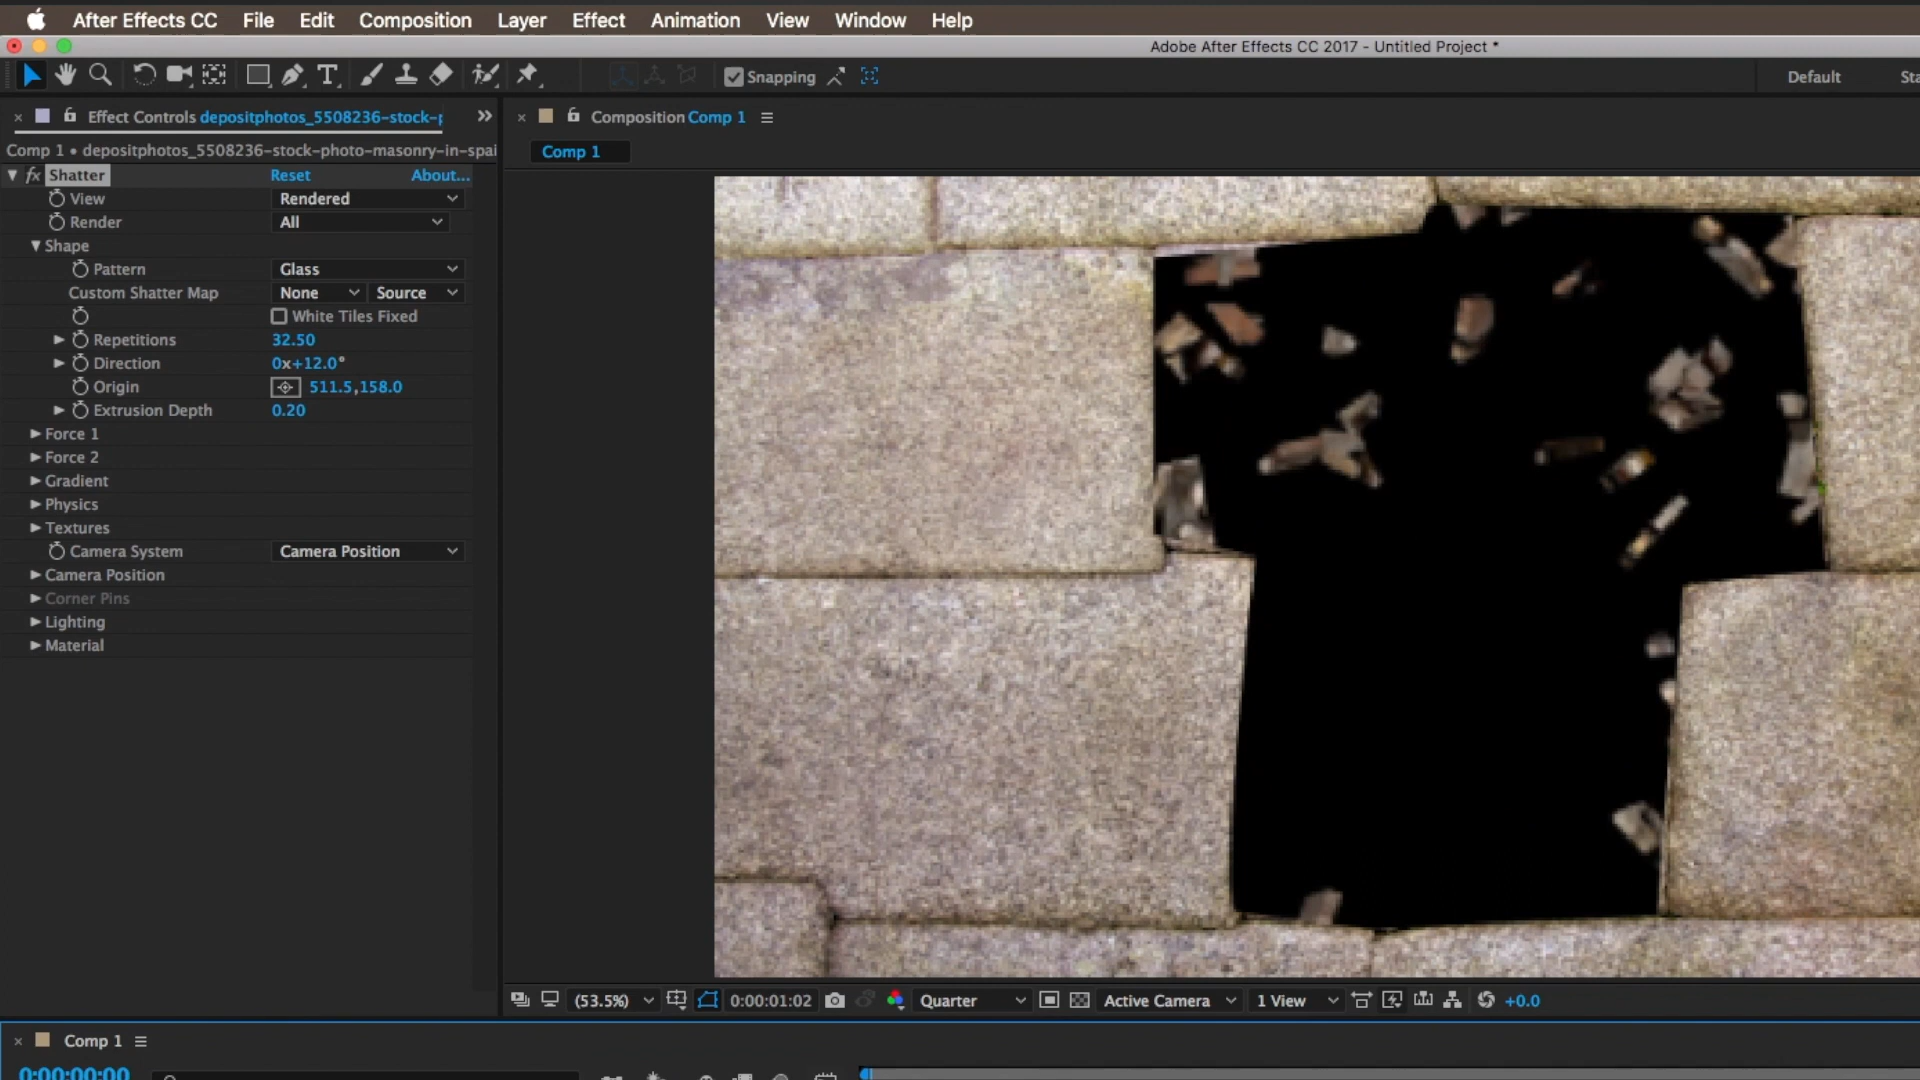 After Effects CC File Edit Composition Layer Effect Animation View Window Help
Adobe After Effects CC 2017 - Untitled Project *
Snapping Default
Effect Controls depositphotos_5508236-stock-
Composition Comp 1
Comp 1 • depositphotos_5508236-stock-photo-masonry-in-spai
Comp 1
fx Shatter Reset About...
View Rendered
Render All
Shape
Pattern Glass
Custom Shatter Map None Source
White Tiles Fixed
Repetitions 32.50
Direction 0x+12.0°
Origin 511.5,158.0
Extrusion Depth 0.20
Force 1
Force 2
Gradient
Physics
Textures
Camera System Camera Position
Camera Position
Corner Pins
Lighting
Material
(53.5%) 0:00:01:02 Quarter Active Camera 1 View +0.0
Comp 1
0:00:00:00